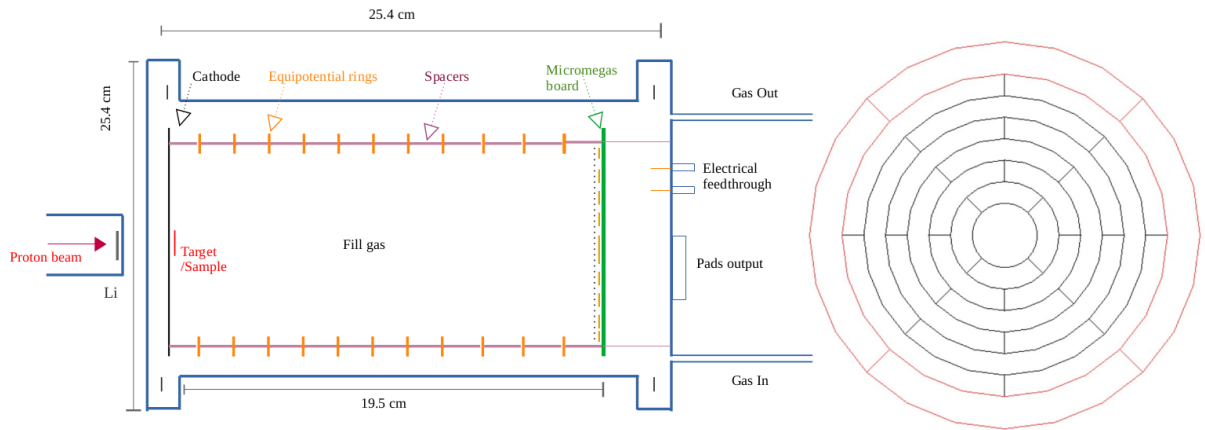 25.4 cm
25.4 cm
Cathode
Equipotential rings
Spacers
Micromegas
board
Gas Out
Electrical
feedthrough
Proton beam
Target
/Sample
Fill gas
Pads output
Li
Gas In
19.5 cm